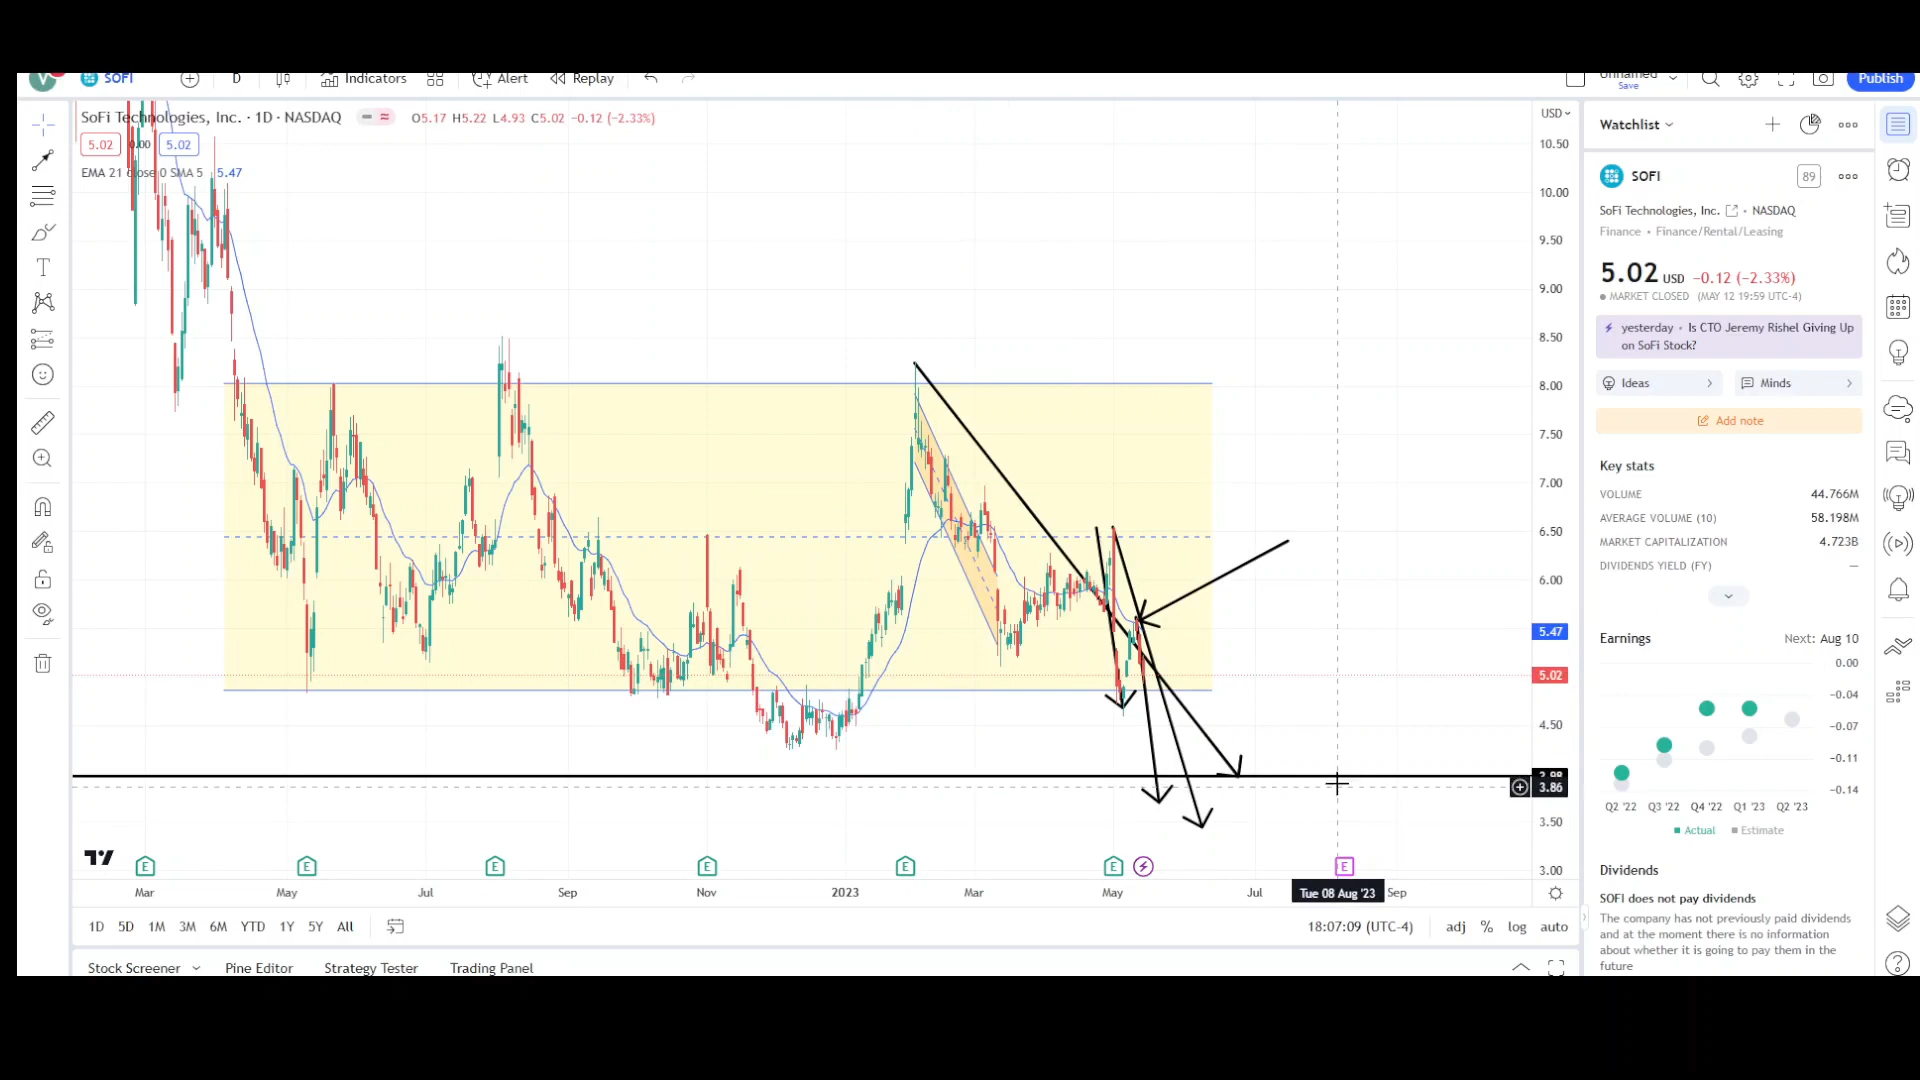 SOFI
D
Indicators
Alert
Replay
Unnamed
Save
Publish
SoFi Technologies, Inc. · 1D · NASDAQ
O5.17 H5.22 L4.93 C5.02 −0.12 (−2.33%)
5.02
0.00
5.02
EMA 21 close 0 SMA 5 5.47
USD
10.50
10.00
9.50
9.00
8.50
8.00
7.50
7.00
6.50
6.00
5.47
5.02
4.50
3.98
3.86
3.50
3.00
E
E
E
E
E
E
E
Mar
May
Jul
Sep
Nov
2023
Mar
May
Jul
Tue 08 Aug '23
Sep
1D
5D
1M
3M
6M
YTD
1Y
5Y
All
18:07:09 (UTC-4)
adj
%
log
auto
Stock Screener
Pine Editor
Strategy Tester
Trading Panel
Watchlist
SOFI
89
SoFi Technologies, Inc. • NASDAQ
Finance • Finance/Rental/Leasing
5.02 USD −0.12 (−2.33%)
MARKET CLOSED (MAY 12 19:59 UTC-4)
yesterday • Is CTO Jeremy Rishel Giving Up
on SoFi Stock?
Ideas
Minds
Add note
Key stats
VOLUME 44.766M
AVERAGE VOLUME (10) 58.198M
MARKET CAPITALIZATION 4.723B
DIVIDENDS YIELD (FY) —
Earnings
Next: Aug 10
0.00
−0.04
−0.07
−0.11
−0.14
Q2 '22
Q3 '22
Q4 '22
Q1 '23
Q2 '23
Actual
Estimate
Dividends
SOFI does not pay dividends
The company has not previously paid dividends
and at the moment there is no information
about whether it is going to pay them in the
future